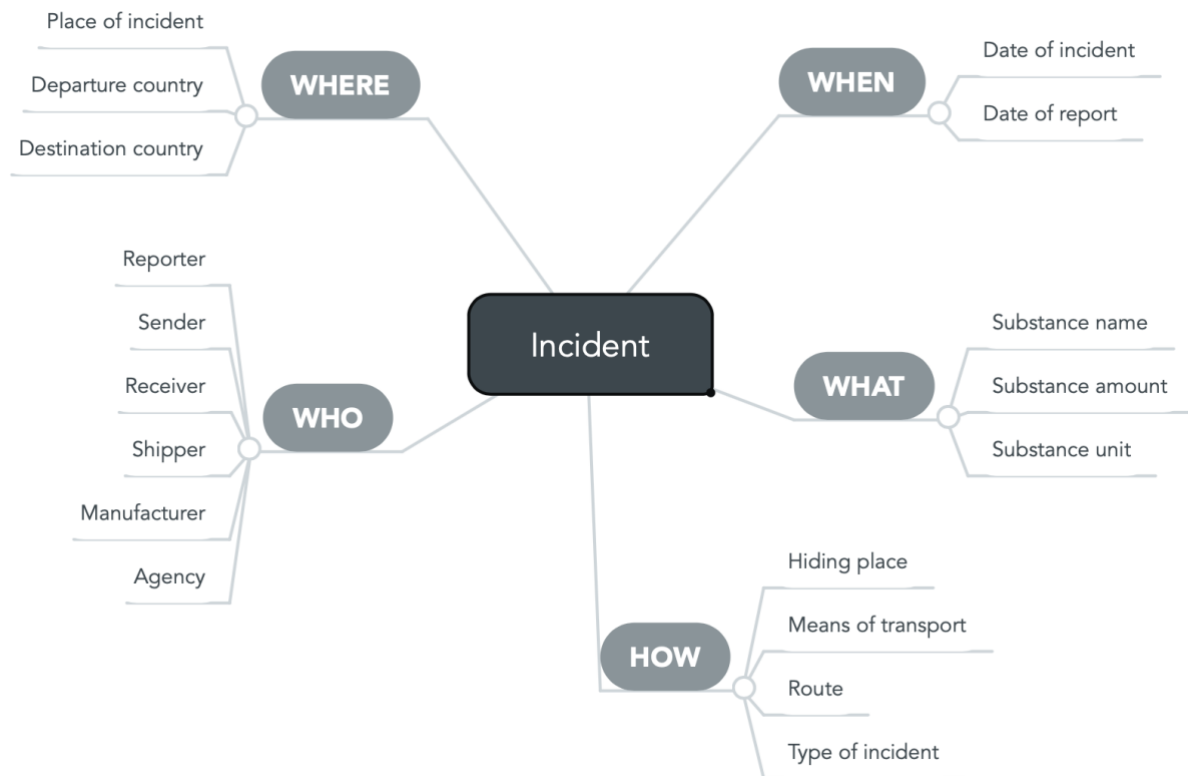 Incident
WHERE
Place of incident
Departure country
Destination country
WHEN
Date of incident
Date of report
WHO
Reporter
Sender
Receiver
Shipper
Manufacturer
Agency
WHAT
Substance name
Substance amount
Substance unit
HOW
Hiding place
Means of transport
Route
Type of incident